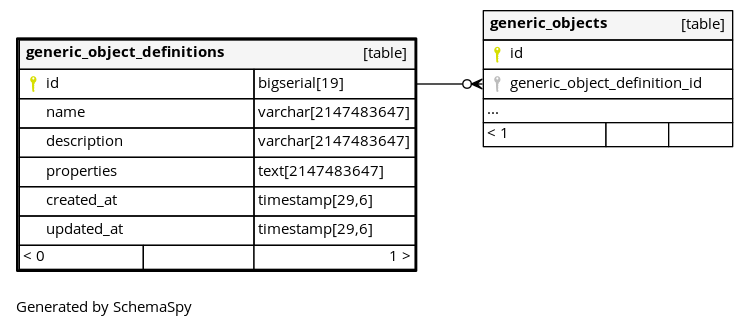 generic_object_definitions [table]
id bigserial[19]
name varchar[2147483647]
description varchar[2147483647]
properties text[2147483647]
created_at timestamp[29,6]
updated_at timestamp[29,6]
< 0 1 >
generic_objects [table]
id
generic_object_definition_id
...
< 1
Generated by SchemaSpy